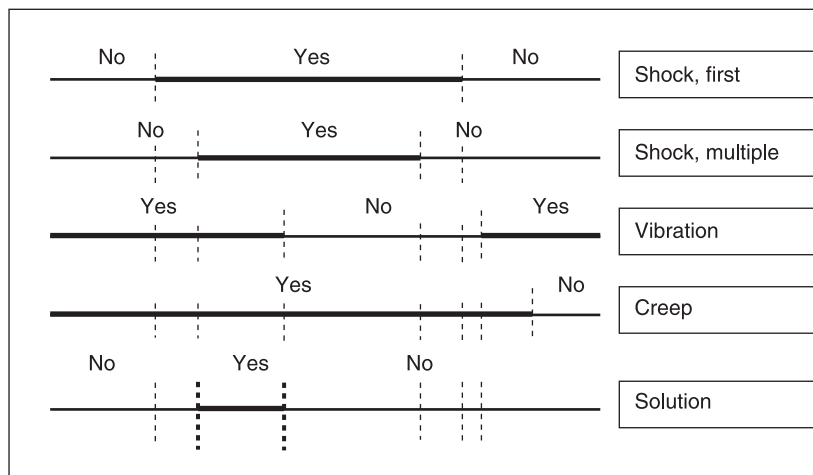 No Yes No Shock, first
No Yes No Shock, multiple
Yes No Yes Vibration
Yes No Creep
No Yes No Solution